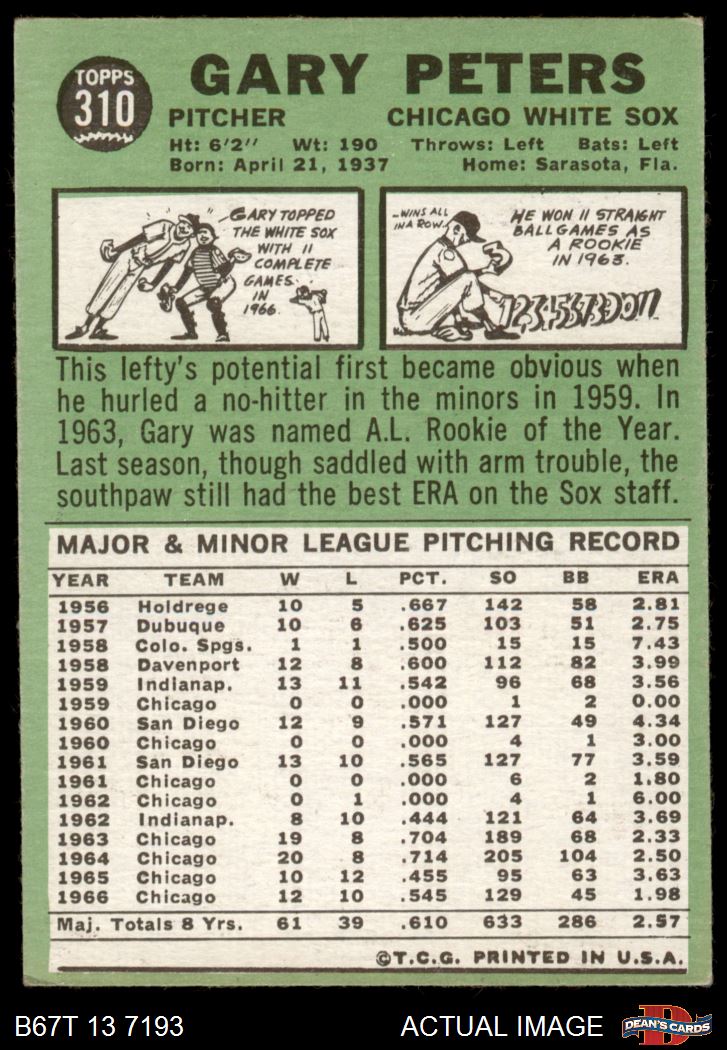 TOPPS
310
GARY PETERS
PITCHER CHICAGO WHITE SOX
Ht: 6'2" Wt: 190 Throws: Left Bats: Left
Born: April 21, 1937 Home: Sarasota, Fla.
GARY TOPPED
THE WHITE SOX
WITH 11
COMPLETE
GAMES
IN
1966.
-WINS ALL
IN A ROW
HE WON 11 STRAIGHT
BALLGAMES AS
A ROOKIE
IN 1963.
This lefty's potential first became obvious when
he hurled a no-hitter in the minors in 1959. In
1963, Gary was named A.L. Rookie of the Year.
Last season, though saddled with arm trouble, the
southpaw still had the best ERA on the Sox staff.
MAJOR & MINOR LEAGUE PITCHING RECORD
YEAR TEAM W L PCT. SO BB ERA
1956 Holdrege 10 5 .667 142 58 2.81
1957 Dubuque 10 6 .625 103 51 2.75
1958 Colo. Spgs. 1 1 .500 15 15 7.43
1958 Davenport 12 8 .600 112 82 3.99
1959 Indianap. 13 11 .542 96 68 3.56
1959 Chicago 0 0 .000 1 2 0.00
1960 San Diego 12 9 .571 127 49 4.34
1960 Chicago 0 0 .000 4 1 3.00
1961 San Diego 13 10 .565 127 77 3.59
1961 Chicago 0 0 .000 6 2 1.80
1962 Chicago 0 1 .000 4 1 6.00
1962 Indianap. 8 10 .444 121 64 3.69
1963 Chicago 19 8 .704 189 68 2.33
1964 Chicago 20 8 .714 205 104 2.50
1965 Chicago 10 12 .455 95 63 3.63
1966 Chicago 12 10 .545 129 45 1.98
Maj. Totals 8 Yrs. 61 39 .610 633 286 2.57
©T.C.G. PRINTED IN U.S.A.
B67T 13 7193 ACTUAL IMAGE
D
DEAN'S CARDS